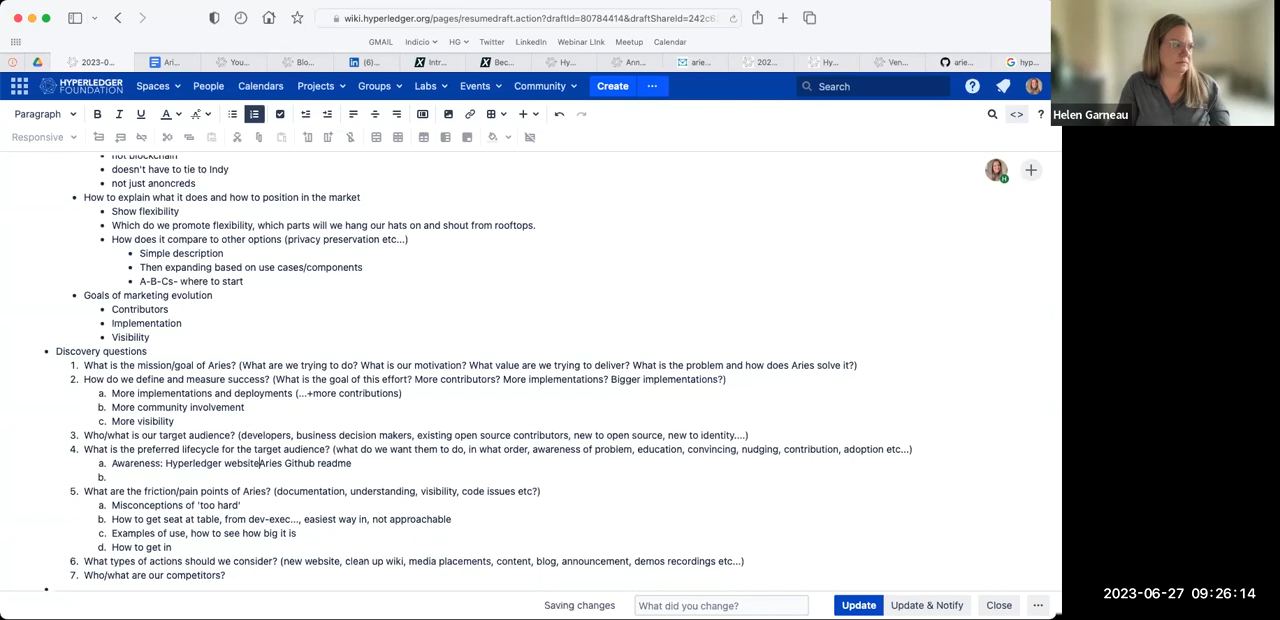 wiki.hyperledger.org/pages/resumedraft.action?draftId=80784414&draftShareId=242c6
GMAIL Indicio HG Twitter LinkedIn Webinar LInk Meetup Calendar
2023-0... Ari... You... Blo... (6)... Intr... Bec... Hy... Ann... arie... 202... Hy... Ven... arie... hyp...
HYPERLEDGER FOUNDATION Spaces People Calendars Projects Groups Labs Events Community Create ... Search
Paragraph B I U A <> ?
Responsive
not blockchain
doesn't have to tie to Indy
not just anoncreds
How to explain what it does and how to position in the market
Show flexibility
Which do we promote flexibility, which parts will we hang our hats on and shout from rooftops.
How does it compare to other options (privacy preservation etc...)
Simple description
Then expanding based on use cases/components
A-B-Cs- where to start
Goals of marketing evolution
Contributors
Implementation
Visibility
Discovery questions
1. What is the mission/goal of Aries? (What are we trying to do? What is our motivation? What value are we trying to deliver? What is the problem and how does Aries solve it?)
2. How do we define and measure success? (What is the goal of this effort? More contributors? More implementations? Bigger implementations?)
a. More implementations and deployments (...+more contributions)
b. More community involvement
c. More visibility
3. Who/what is our target audience? (developers, business decision makers, existing open source contributors, new to open source, new to identity....)
4. What is the preferred lifecycle for the target audience? (what do we want them to do, in what order, awareness of problem, education, convincing, nudging, contribution, adoption etc...)
a. Awareness: Hyperledger websiteAries Github readme
b.
5. What are the friction/pain points of Aries? (documentation, understanding, visibility, code issues etc?)
a. Misconceptions of 'too hard'
b. How to get seat at table, from dev-exec..., easiest way in, not approachable
c. Examples of use, how to see how big it is
d. How to get in
6. What types of actions should we consider? (new website, clean up wiki, media placements, content, blog, announcement, demos recordings etc...)
7. Who/what are our competitors?
Saving changes What did you change? Update Update & Notify Close ...
Helen Garneau
2023-06-27 09:26:14